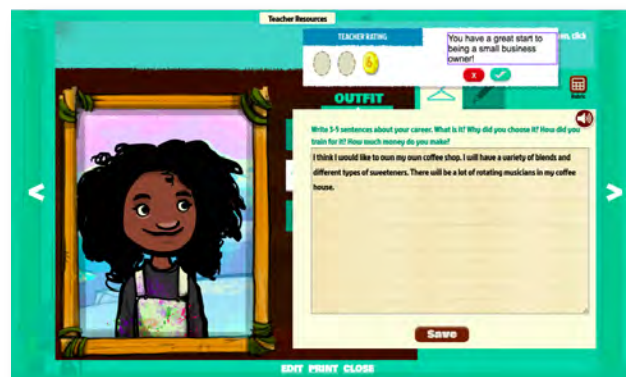 Teacher Resources
TEACHER RATING
You have a great start to
being a small business
owner!
click
x
OUTFIT
Write 3-5 sentences about your career. What is it? Why did you choose it? How did you
train for it? How much money do you make?
I think I would like to own my own coffee shop. I will have a variety of blends and
different types of sweeteners. There will be a lot of rotating musicians in my coffee
house.
Save
EDIT PRINT CLOSE